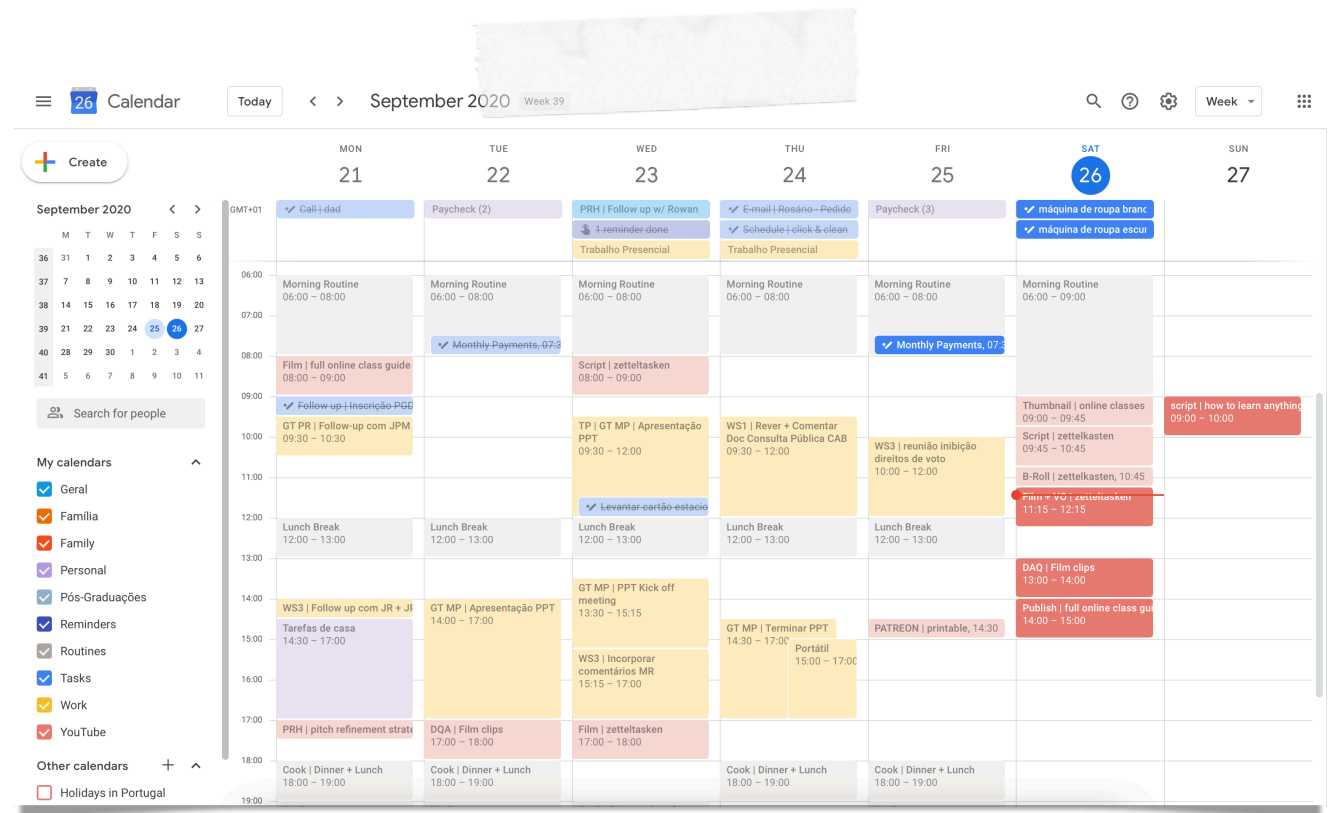 26 Calendar Today September 2020 Week 39 Week
Create
September 2020
M T W T F S S
36 31 1 2 3 4 5 6
37 7 8 9 10 11 12 13
38 14 15 16 17 18 19 20
39 21 22 23 24 25 26 27
40 28 29 30 1 2 3 4
41 5 6 7 8 9 10 11
Search for people
My calendars
Geral
Família
Family
Personal
Pós-Graduações
Reminders
Routines
Tasks
Work
YouTube
Other calendars
Holidays in Portugal
GMT+01
06:00
07:00
08:00
09:00
10:00
11:00
12:00
13:00
14:00
15:00
16:00
17:00
18:00
19:00
MON
21
Call | dad
Morning Routine
06:00 – 08:00
Film | full online class guide
08:00 – 09:00
Follow up | Inscrição PGD
GT PR | Follow-up com JPM
09:30 – 10:30
Lunch Break
12:00 – 13:00
WS3 | Follow up com JR + JF
Tarefas de casa
14:30 – 17:00
PRH | pitch refinement strate
Cook | Dinner + Lunch
18:00 – 19:00
TUE
22
Paycheck (2)
Morning Routine
06:00 – 08:00
Monthly Payments, 07:3
Lunch Break
12:00 – 13:00
GT MP | Apresentação PPT
14:00 – 17:00
DQA | Film clips
17:00 – 18:00
Cook | Dinner + Lunch
18:00 – 19:00
WED
23
PRH | Follow up w/ Rowan
1 reminder done
Trabalho Presencial
Morning Routine
06:00 – 08:00
Script | zetteltasken
08:00 – 09:00
TP | GT MP | Apresentação
PPT
09:30 – 12:00
Levantar cartão estacio
Lunch Break
12:00 – 13:00
GT MP | PPT Kick off
meeting
13:30 – 15:15
WS3 | Incorporar
comentários MR
15:15 – 17:00
Film | zetteltasken
17:00 – 18:00
THU
24
E-mail | Rosário - Pedido
Schedule | click & clean
Trabalho Presencial
Morning Routine
06:00 – 08:00
WS1 | Rever + Comentar
Doc Consulta Pública CAB
09:30 – 12:00
Lunch Break
12:00 – 13:00
GT MP | Terminar PPT
14:30 – 17:00
Portátil
15:00 – 17:00
Cook | Dinner + Lunch
18:00 – 19:00
FRI
25
Paycheck (3)
Morning Routine
06:00 – 08:00
Monthly Payments, 07:3
WS3 | reunião inibição
direitos de voto
10:00 – 12:00
Lunch Break
12:00 – 13:00
PATREON | printable, 14:30
Cook | Dinner + Lunch
18:00 – 19:00
SAT
26
máquina de roupa branc
máquina de roupa escur
Morning Routine
06:00 – 09:00
Thumbnail | online classes
09:00 – 09:45
Script | zettelkasten
09:45 – 10:45
B-Roll | zettelkasten, 10:45
Film + VO | zetteltasken
11:15 – 12:15
DAQ | Film clips
13:00 – 14:00
Publish | full online class gui
14:00 – 15:00
SUN
27
script | how to learn anything
09:00 – 10:00